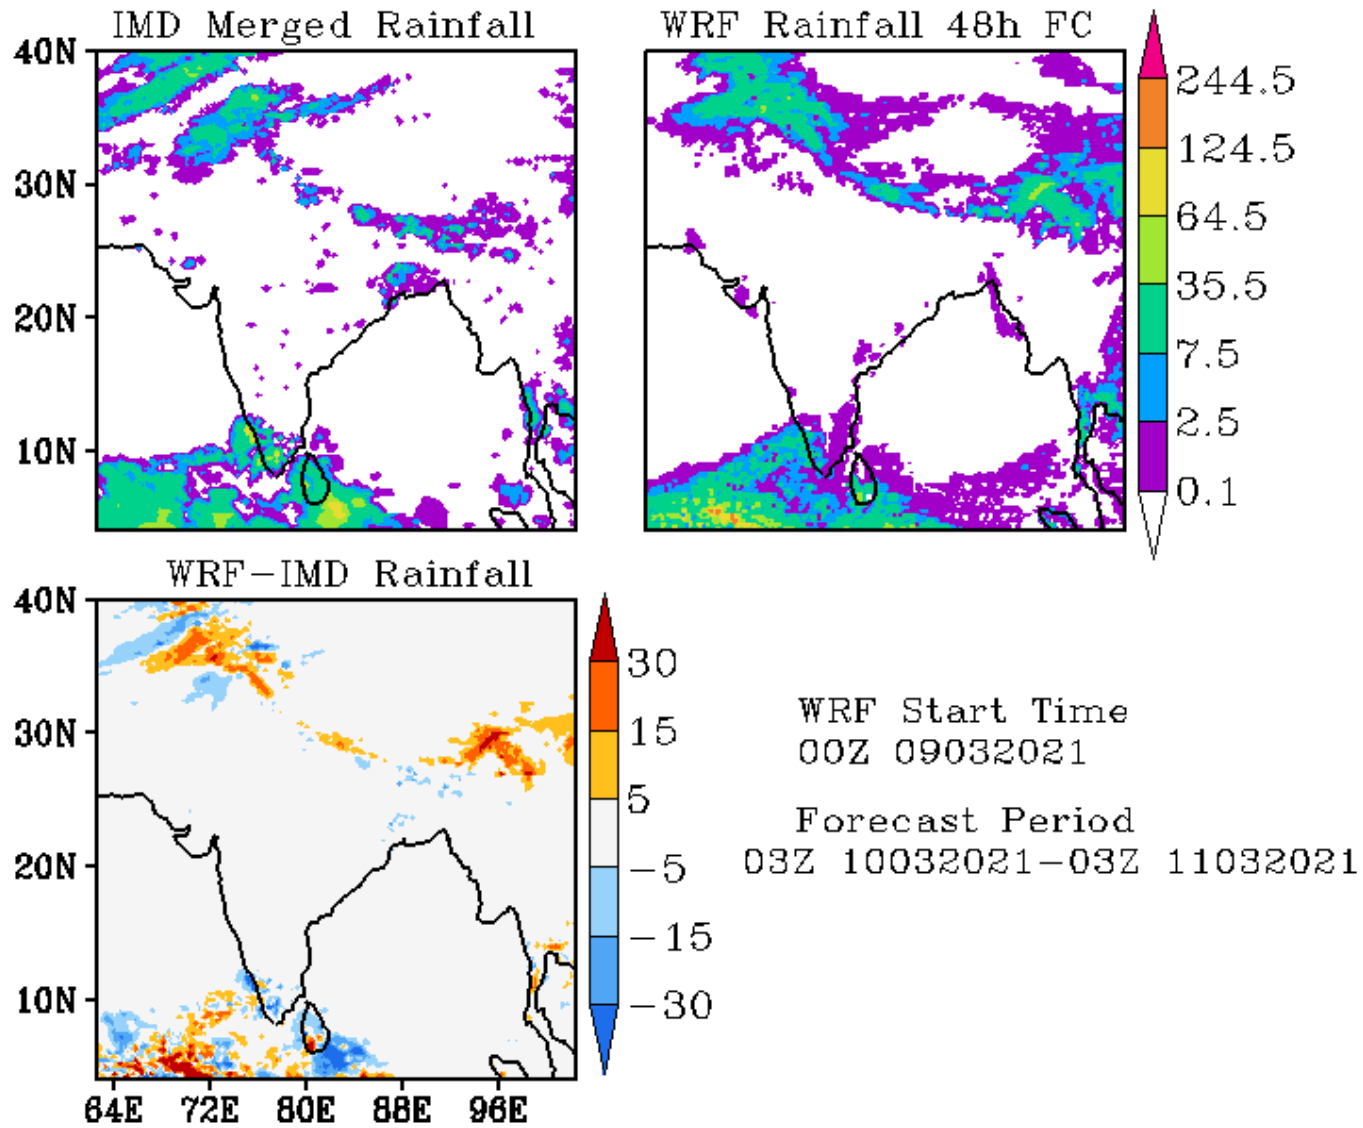 IMD Merged Rainfall
WRF Rainfall 48h FC
40N
30N
20N
10N
244.5
124.5
64.5
35.5
7.5
2.5
0.1
WRF-IMD Rainfall
40N
30N
20N
10N
64E 72E 80E 88E 96E
30
15
5
-5
-15
-30
WRF Start Time
00Z 09032021
Forecast Period
03Z 10032021-03Z 11032021